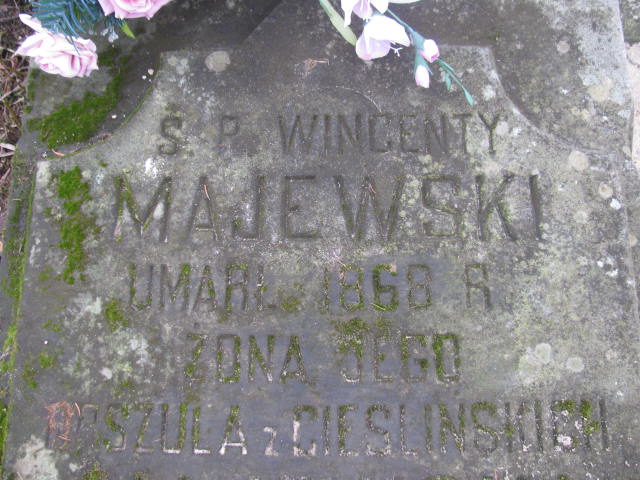 Ś. P. WINCENTY
MAJEWSKI
UMARŁ 1868 R.
ŻONA JEGO
URSZULA z CIEŚLIŃSKICH